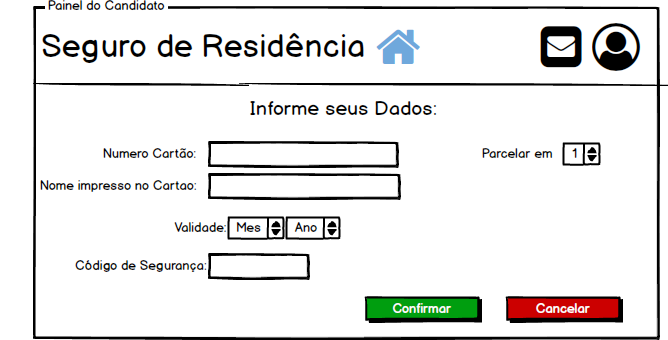 Painel do Candidato
Seguro de Residência
Informe seus Dados:
Numero Cartão:
Parcelar em 1
Nome impresso no Cartao:
Validade: Mes Ano
Código de Segurança:
Confirmar Cancelar